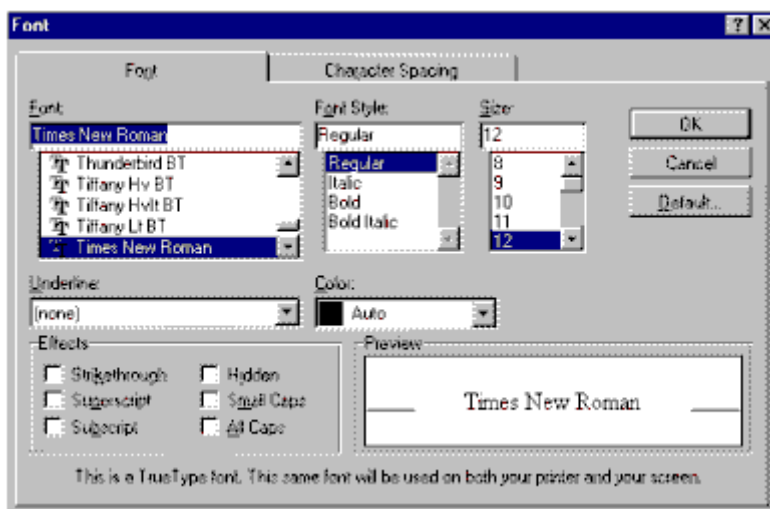 Font
Font Character Spacing
Font: Font Style: Size:
Times New Roman Regular 12
Thunderbird BT Regular 8
Tiffany Hv BT Italic 9
Tiffany HvIt BT Bold 10
Tiffany Lt BT Bold Italic 11
Times New Roman 12
OK
Cancel
Default...
Underline: Color:
(none) Auto
Effects
Strikethrough Hidden
Superscript Small Caps
Subscript All Caps
Preview
Times New Roman
This is a TrueType font. This same font will be used on both your printer and your screen.